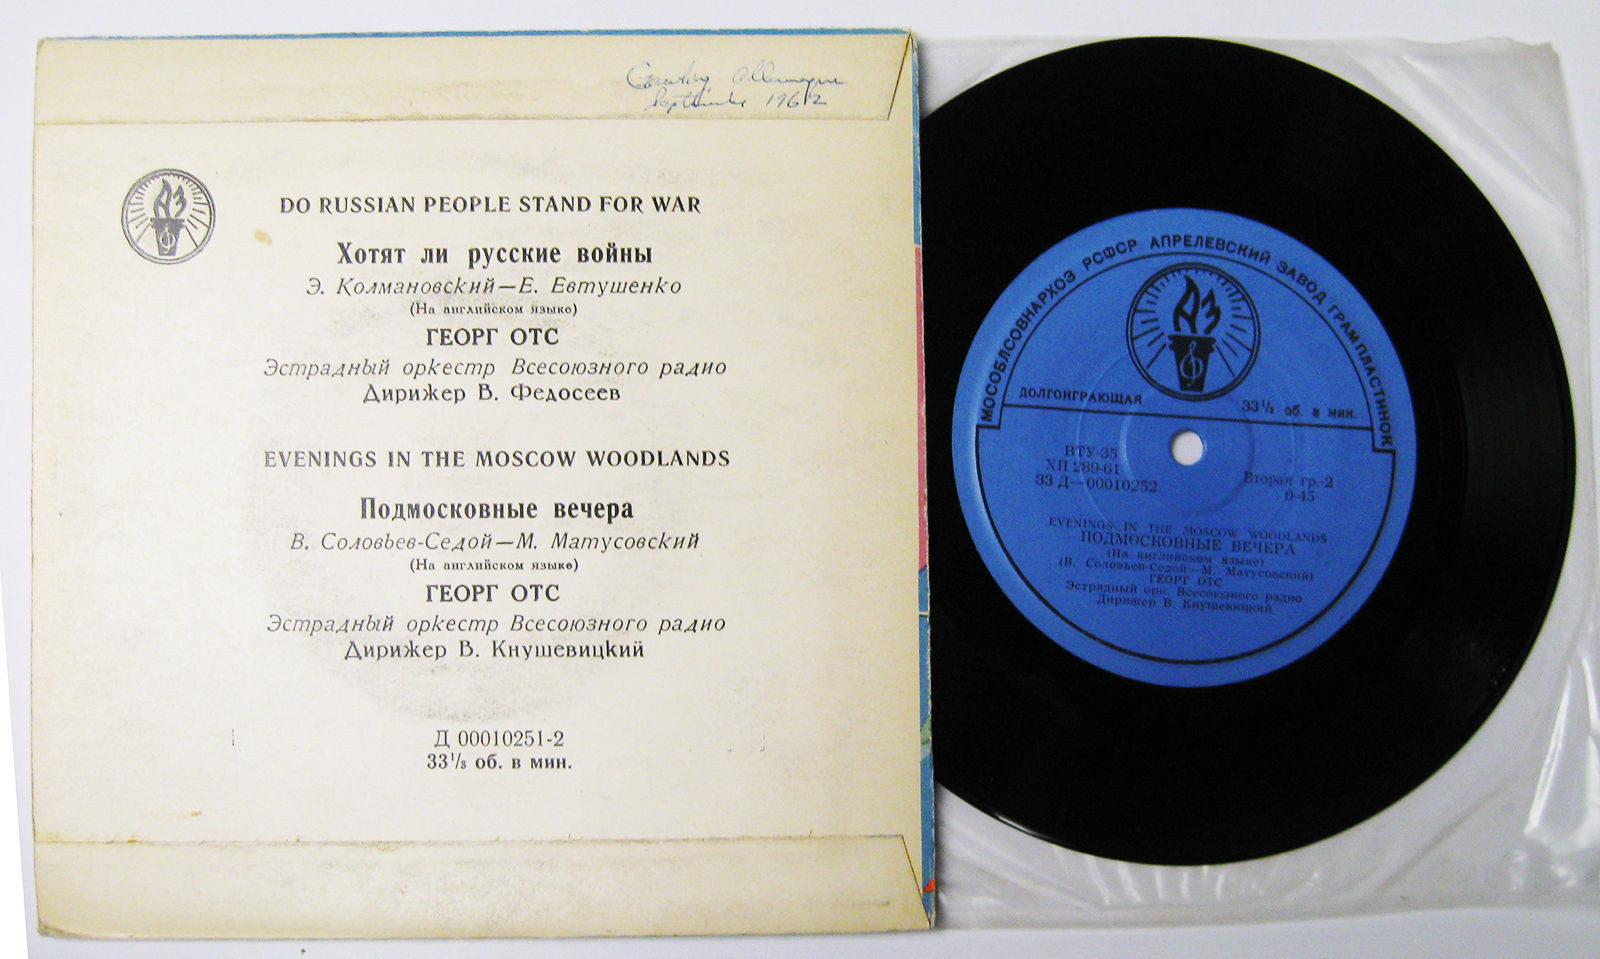 Septembre 1962
АЗ
DO RUSSIAN PEOPLE STAND FOR WAR
Хотят ли русские войны
Э. Колмановский—Е. Евтушенко
(На английском языке)
ГЕОРГ ОТС
Эстрадный оркестр Всесоюзного радио
Дирижер В. Федосеев
EVENINGS IN THE MOSCOW WOODLANDS
Подмосковные вечера
В. Соловьев-Седой—М. Матусовский
(На английском языке)
ГЕОРГ ОТС
Эстрадный оркестр Всесоюзного радио
Дирижер В. Кнушевицкий
Д 00010251-2
33⅓ об. в мин.
МОСОБЛСОВНАРХОЗ РСФСР АПРЕЛЕВСКИЙ ЗАВОД ГРАМПЛАСТИНОК
АЗ
ДОЛГОИГРАЮЩАЯ
33⅓ об. в мин.
ВТУ-35
ХП 289-61
33 Д—00010252
Вторая гр.-2
0-45
EVENINGS IN THE MOSCOW WOODLANDS
ПОДМОСКОВНЫЕ ВЕЧЕРА
(На английском языке)
(В. Соловьев-Седой—М. Матусовский)
ГЕОРГ ОТС
Эстрадный орк. Всесоюзного радио
Дирижер В. Кнушевицкий